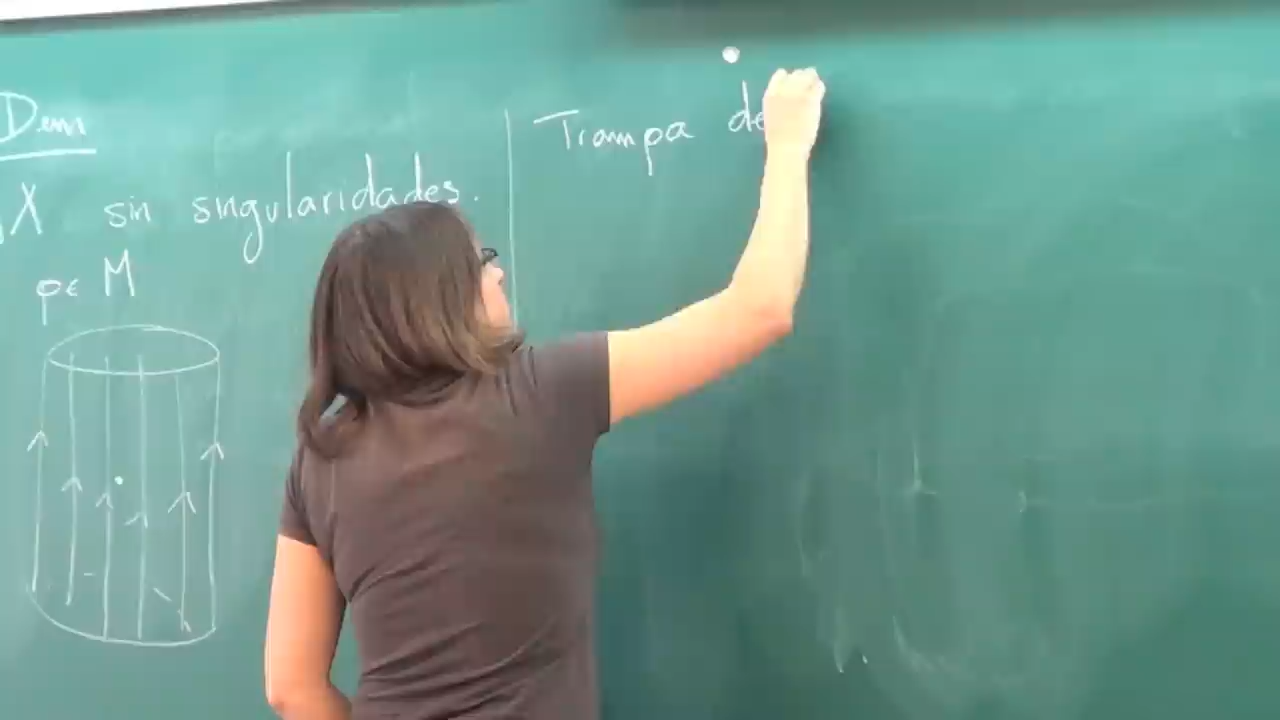 Dem
X sin singularidades.
p∈ M
Trampa de